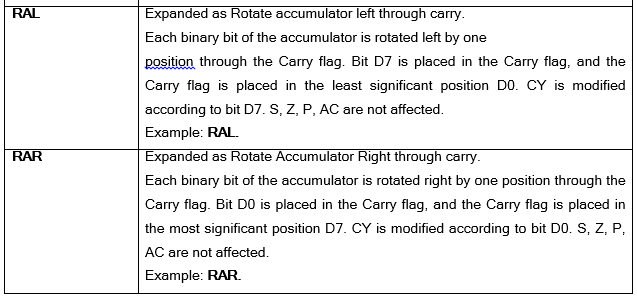 RAL
Expanded as Rotate accumulator left through carry.
Each binary bit of the accumulator is rotated left by one
position through the Carry flag. Bit D7 is placed in the Carry flag, and the
Carry flag is placed in the least significant position D0. CY is modified
according to bit D7. S, Z, P, AC are not affected.
Example: RAL.
RAR
Expanded as Rotate Accumulator Right through carry.
Each binary bit of the accumulator is rotated right by one position through the
Carry flag. Bit D0 is placed in the Carry flag, and the Carry flag is placed in
the most significant position D7. CY is modified according to bit D0. S, Z, P,
AC are not affected.
Example: RAR.